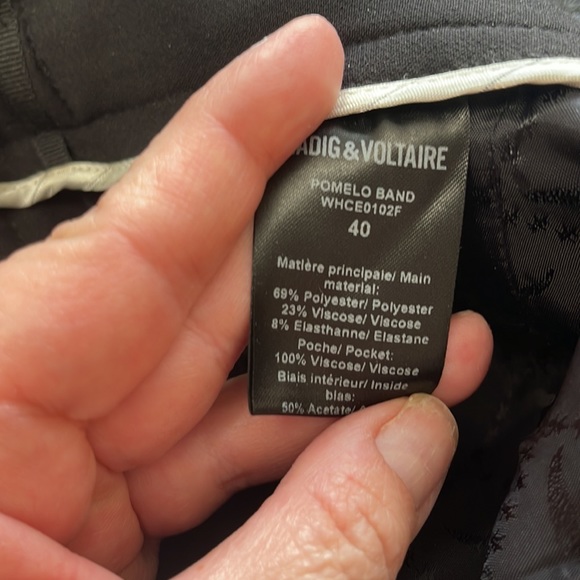 ADIG&VOLTAIRE
POMELO BAND
WHCE0102F
40
Matière principale/ Main
material:
69% Polyester/ Polyester
23% Viscose/ Viscose
8% Elasthanne/ Elastane
Poche/ Pocket:
100% Viscose/ Viscose
Biais intérieur/ Inside
bias:
50% Acetate/